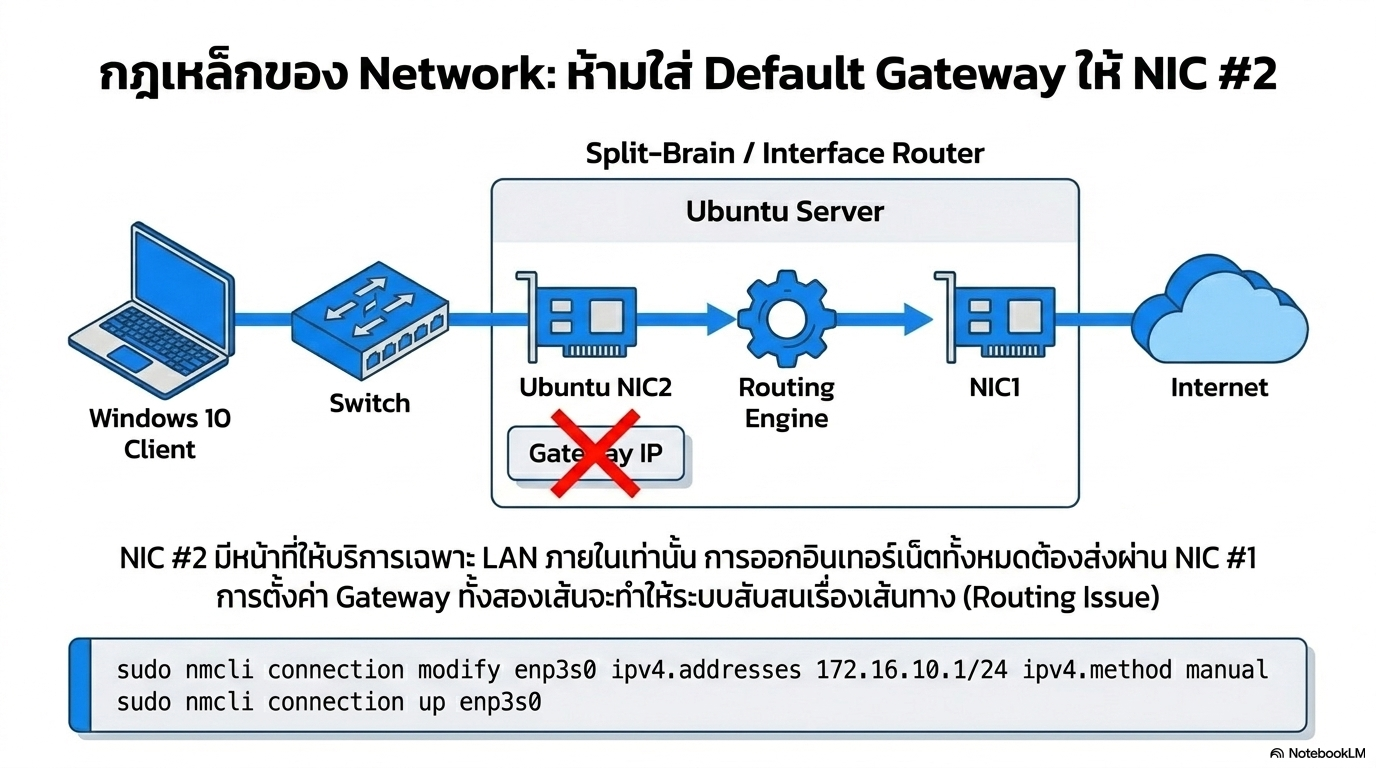 กฎเหล็กของ Network: ห้ามใส่ Default Gateway ให้ NIC #2
Split-Brain / Interface Router
Ubuntu Server
Windows 10
Client
Switch
Ubuntu NIC2
Gateway IP
Routing
Engine
NIC1
Internet
NIC #2 มีหน้าที่ให้บริการเฉพาะ LAN ภายในเท่านั้น การออกอินเทอร์เน็ตทั้งหมดต้องส่งผ่าน NIC #1
การตั้งค่า Gateway ทั้งสองเส้นจะทำให้ระบบสับสนเรื่องเส้นทาง (Routing Issue)
sudo nmcli connection modify enp3s0 ipv4.addresses 172.16.10.1/24 ipv4.method manual
sudo nmcli connection up enp3s0
NotebookLM